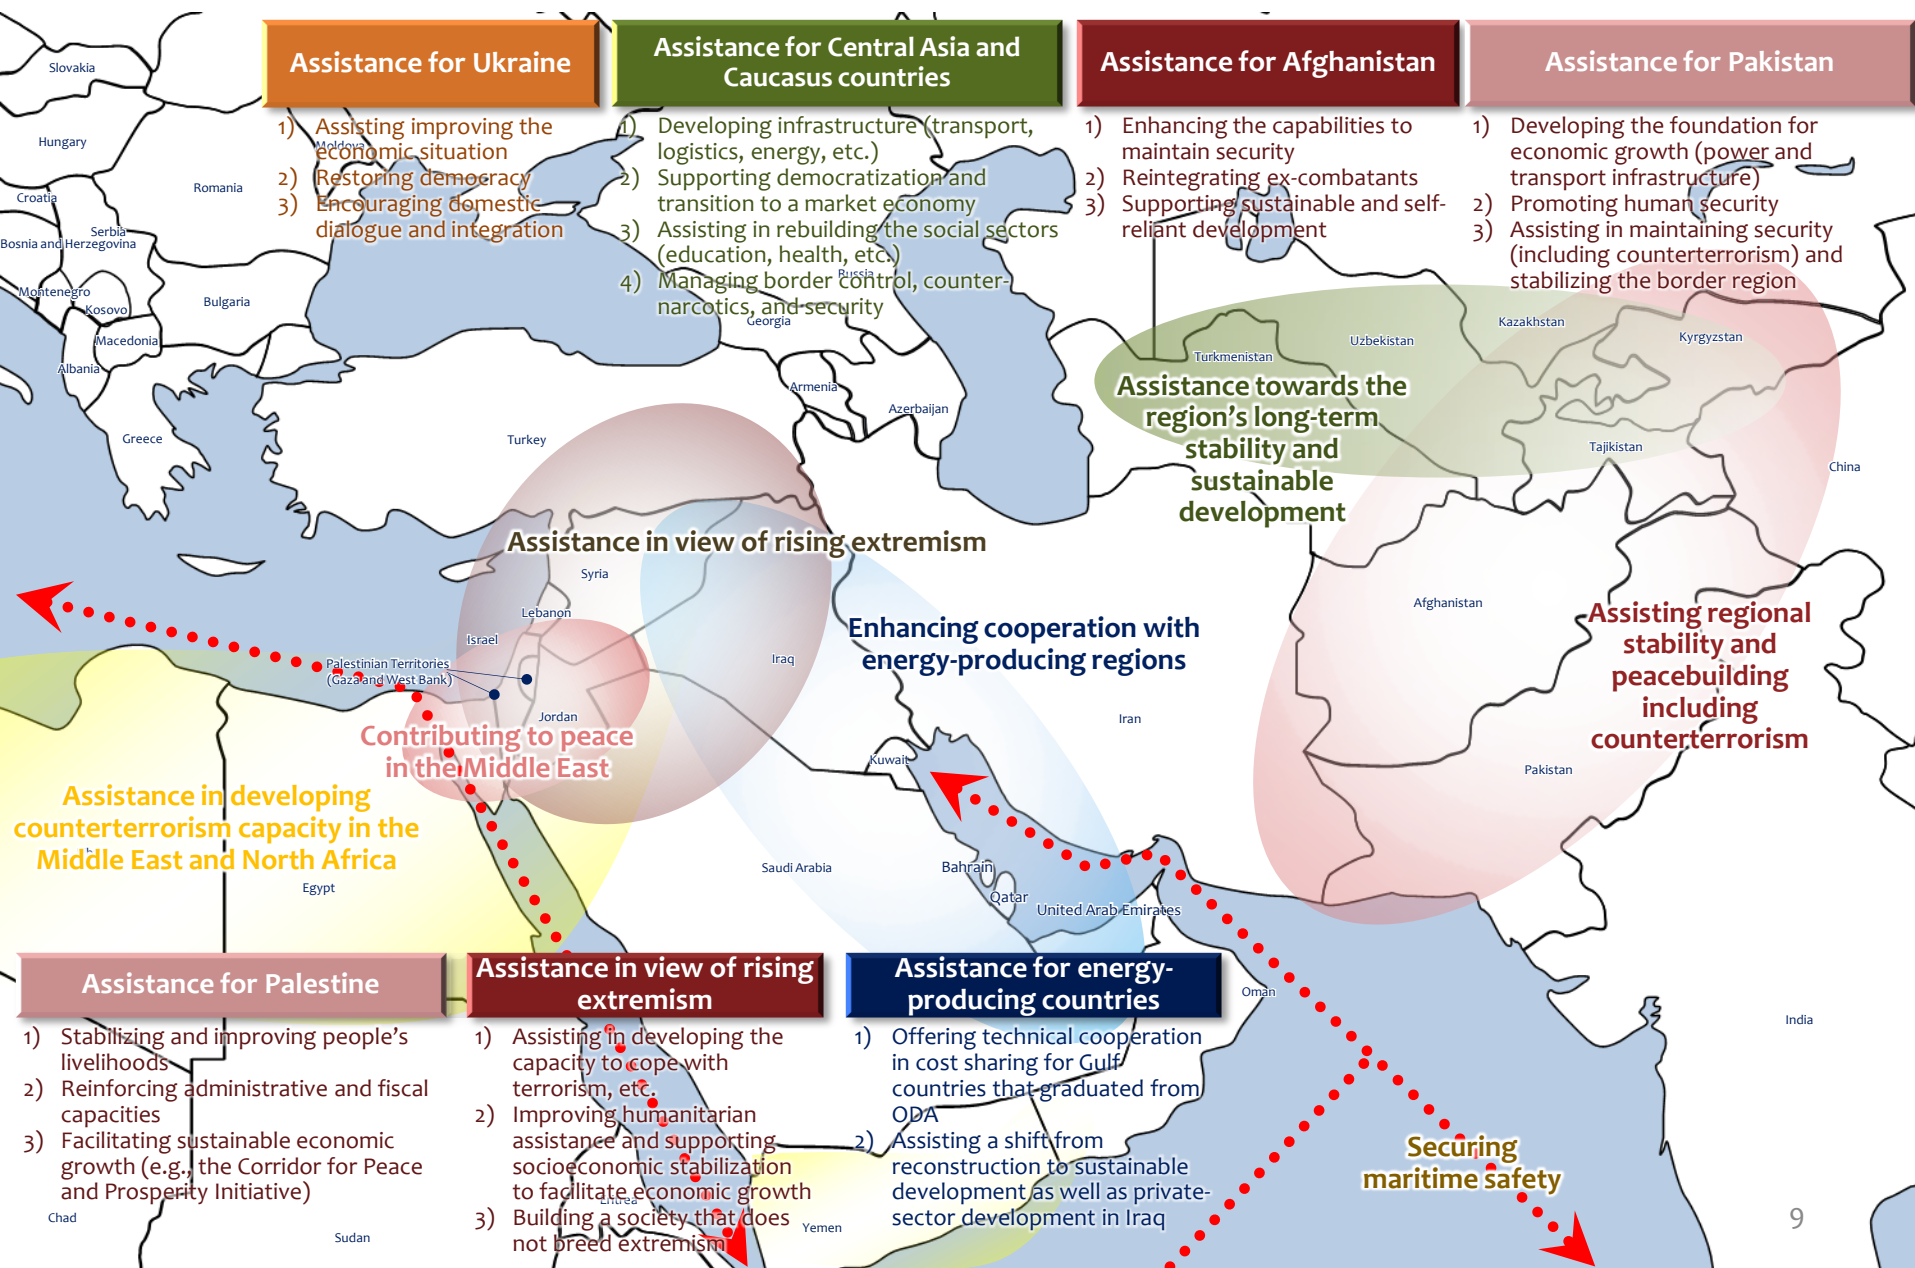 Assistance for Ukraine
1) Assisting improving the
economic situation
2) Restoring democracy
3) Encouraging domestic
dialogue and integration
Assistance for Central Asia and
Caucasus countries
1) Developing infrastructure (transport,
logistics, energy, etc.)
2) Supporting democratization and
transition to a market economy
3) Assisting in rebuilding the social sectors
(education, health, etc.)
4) Managing border control, counter-
narcotics, and security
Assistance for Afghanistan
1) Enhancing the capabilities to
maintain security
2) Reintegrating ex-combatants
3) Supporting sustainable and self-
reliant development
Assistance for Pakistan
1) Developing the foundation for
economic growth (power and
transport infrastructure)
2) Promoting human security
3) Assisting in maintaining security
(including counterterrorism) and
stabilizing the border region
Slovakia
Hungary
Moldova
Romania
Croatia
Serbia
Bosnia and Herzegovina
Montenegro
Kosovo
Bulgaria
Macedonia
Albania
Greece
Turkey
Russia
Georgia
Armenia
Azerbaijan
Turkmenistan
Uzbekistan
Kazakhstan
Kyrgyzstan
Tajikistan
China
Assistance towards the
region's long-term
stability and
sustainable
development
Assistance in view of rising extremism
Syria
Lebanon
Israel
Palestinian Territories
(Gaza and West Bank)
Iraq
Jordan
Enhancing cooperation with
energy-producing regions
Iran
Afghanistan
Assisting regional
stability and
peacebuilding
including
counterterrorism
Pakistan
Contributing to peace
in the Middle East
Kuwait
Assistance in developing
counterterrorism capacity in the
Middle East and North Africa
Egypt
Saudi Arabia
Bahrain
Qatar
United Arab Emirates
Oman
India
Assistance for Palestine
1) Stabilizing and improving people's
livelihoods
2) Reinforcing administrative and fiscal
capacities
3) Facilitating sustainable economic
growth (e.g., the Corridor for Peace
and Prosperity Initiative)
Chad
Sudan
Assistance in view of rising
extremism
1) Assisting in developing the
capacity to cope with
terrorism, etc.
2) Improving humanitarian
assistance and supporting
socioeconomic stabilization
to facilitate economic growth
3) Building a society that does
not breed extremism
Eritrea
Yemen
Assistance for energy-
producing countries
1) Offering technical cooperation
in cost sharing for Gulf
countries that graduated from
ODA
2) Assisting a shift from
reconstruction to sustainable
development as well as private-
sector development in Iraq
Securing
maritime safety
9